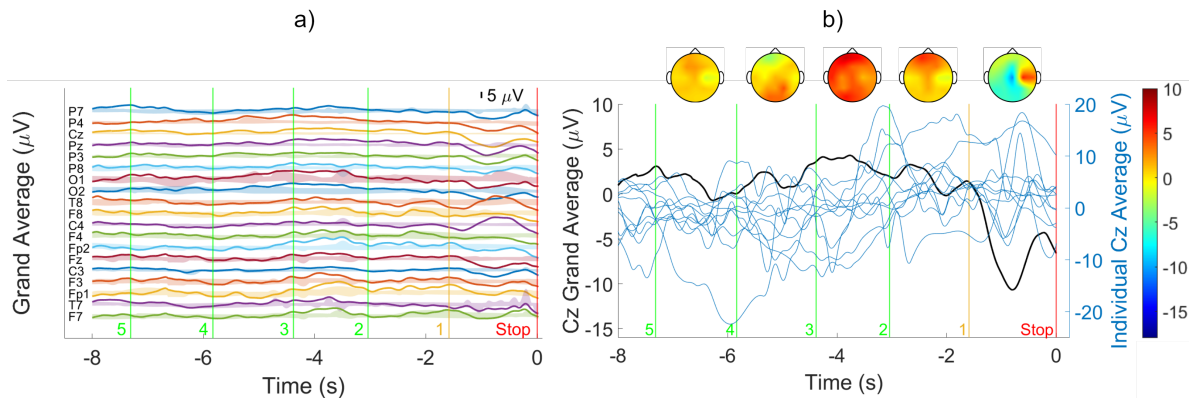 a)
b)
5 μV
Grand Average (μV)
P7
P4
Cz
Pz
P3
P8
O1
O2
T8
F8
C4
F4
Fp2
Fz
C3
F3
Fp1
T7
F7
5 4 3 2 1 Stop
-8 -6 -4 -2 0
Time (s)
Cz Grand Average (μV)
10
5
0
-5
-10
-15
5 4 3 2 1 Stop
-8 -6 -4 -2 0
Time (s)
20
10
0
-10
-20
Individual Cz Average (μV)
10
5
0
-5
-10
-15